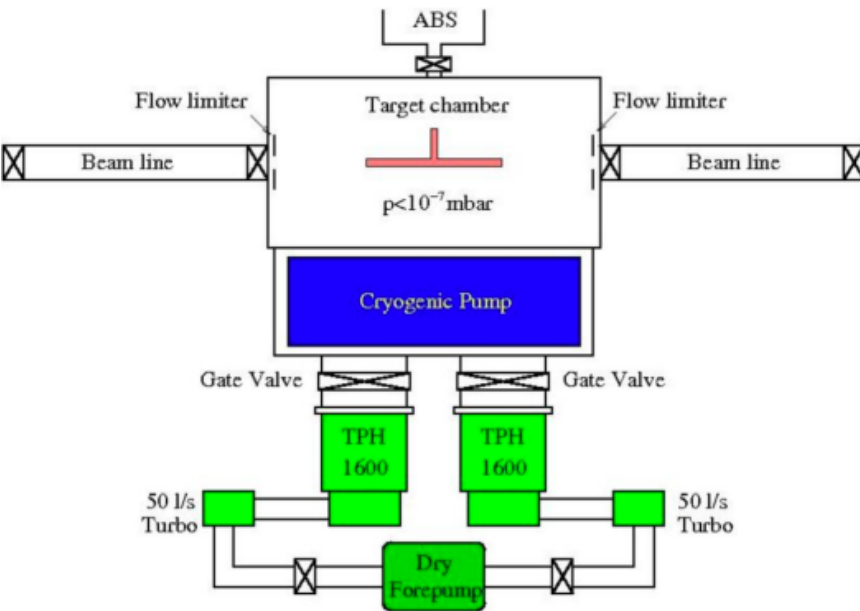 ABS
Flow limiter
Target chamber
Flow limiter
Beam line
Beam line
p<10⁻⁷mbar
Cryogenic Pump
Gate Valve
Gate Valve
TPH
1600
TPH
1600
50 l/s
Turbo
50 l/s
Turbo
Dry
Forepump